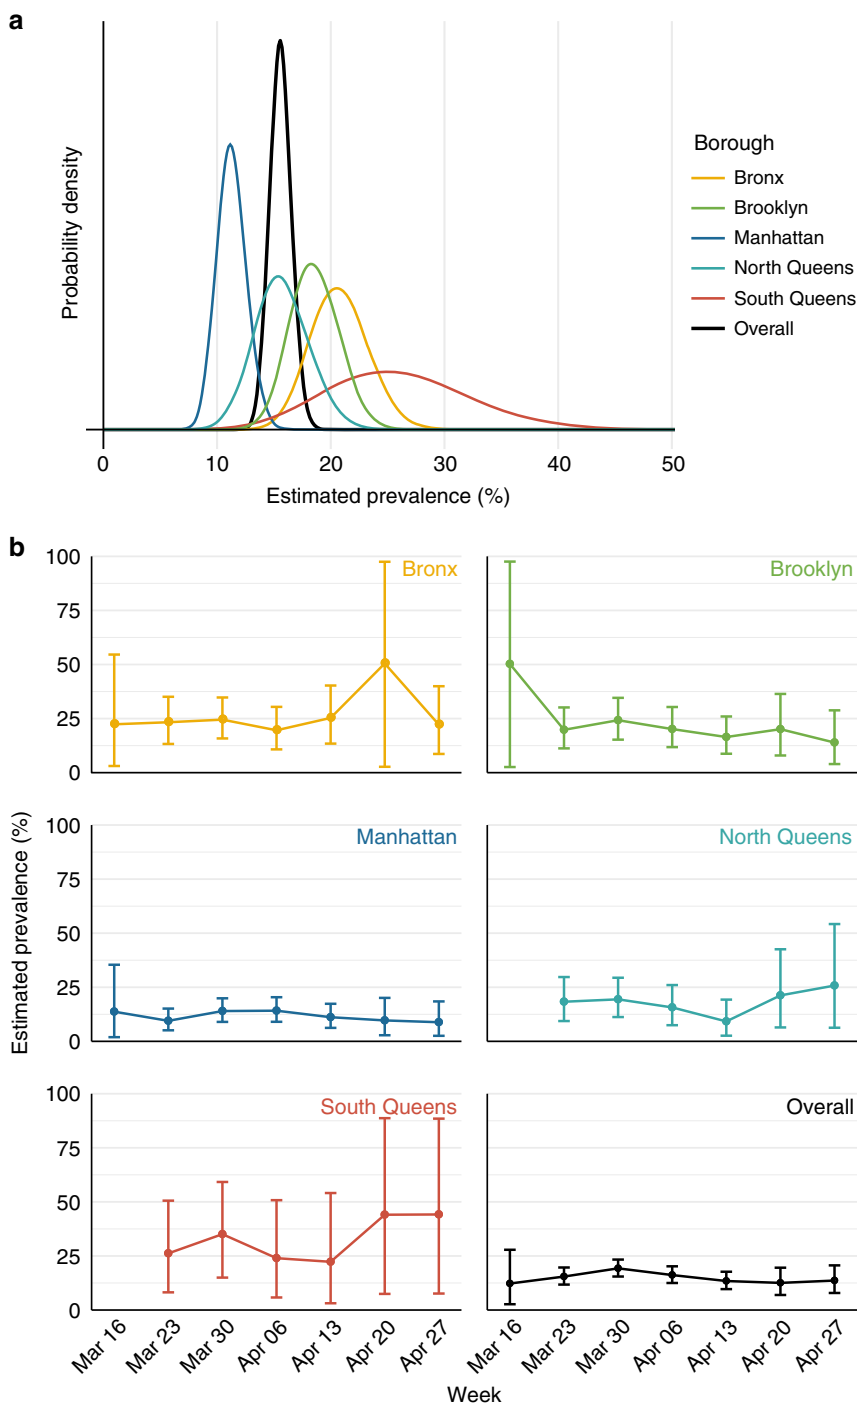 a
Probability density
Borough
Bronx
Brooklyn
Manhattan
North Queens
South Queens
Overall
0 10 20 30 40 50
Estimated prevalence (%)
b
Estimated prevalence (%)
100
75
50
25
0
Bronx
Brooklyn
100
75
50
25
0
Manhattan
North Queens
100
75
50
25
0
South Queens
Overall
Mar 16 Mar 23 Mar 30 Apr 06 Apr 13 Apr 20 Apr 27
Mar 16 Mar 23 Mar 30 Apr 06 Apr 13 Apr 20 Apr 27
Week